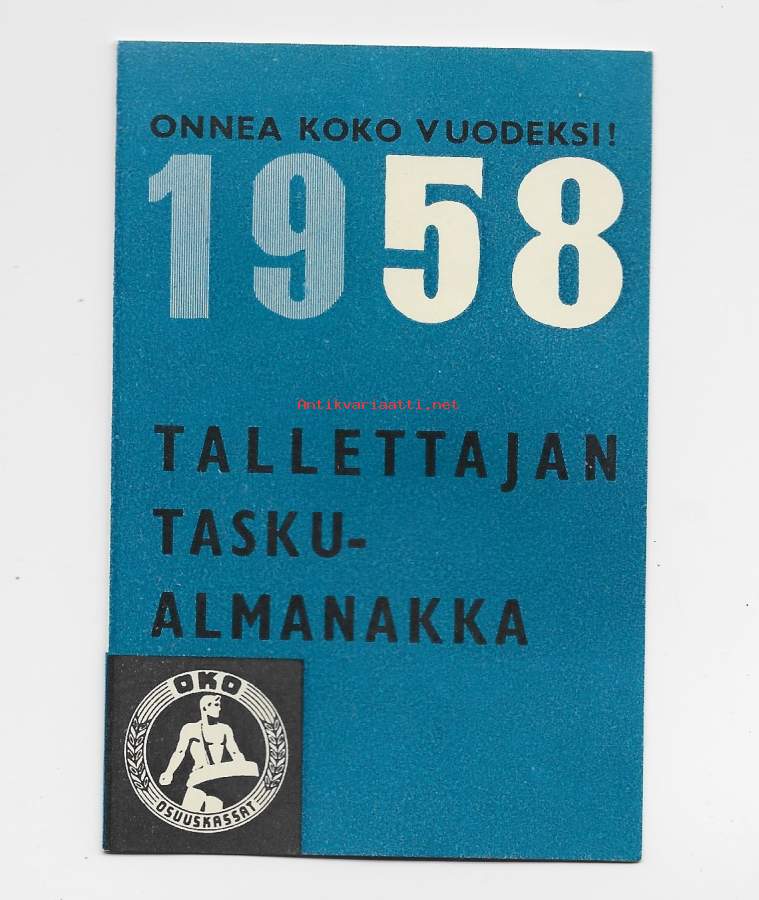 ONNEA KOKO VUODEKSI!
1958
Antikvariaatti.net
TALLETTAJAN
TASKU-
ALMANAKKA
OKO
OSUUSKASSAT